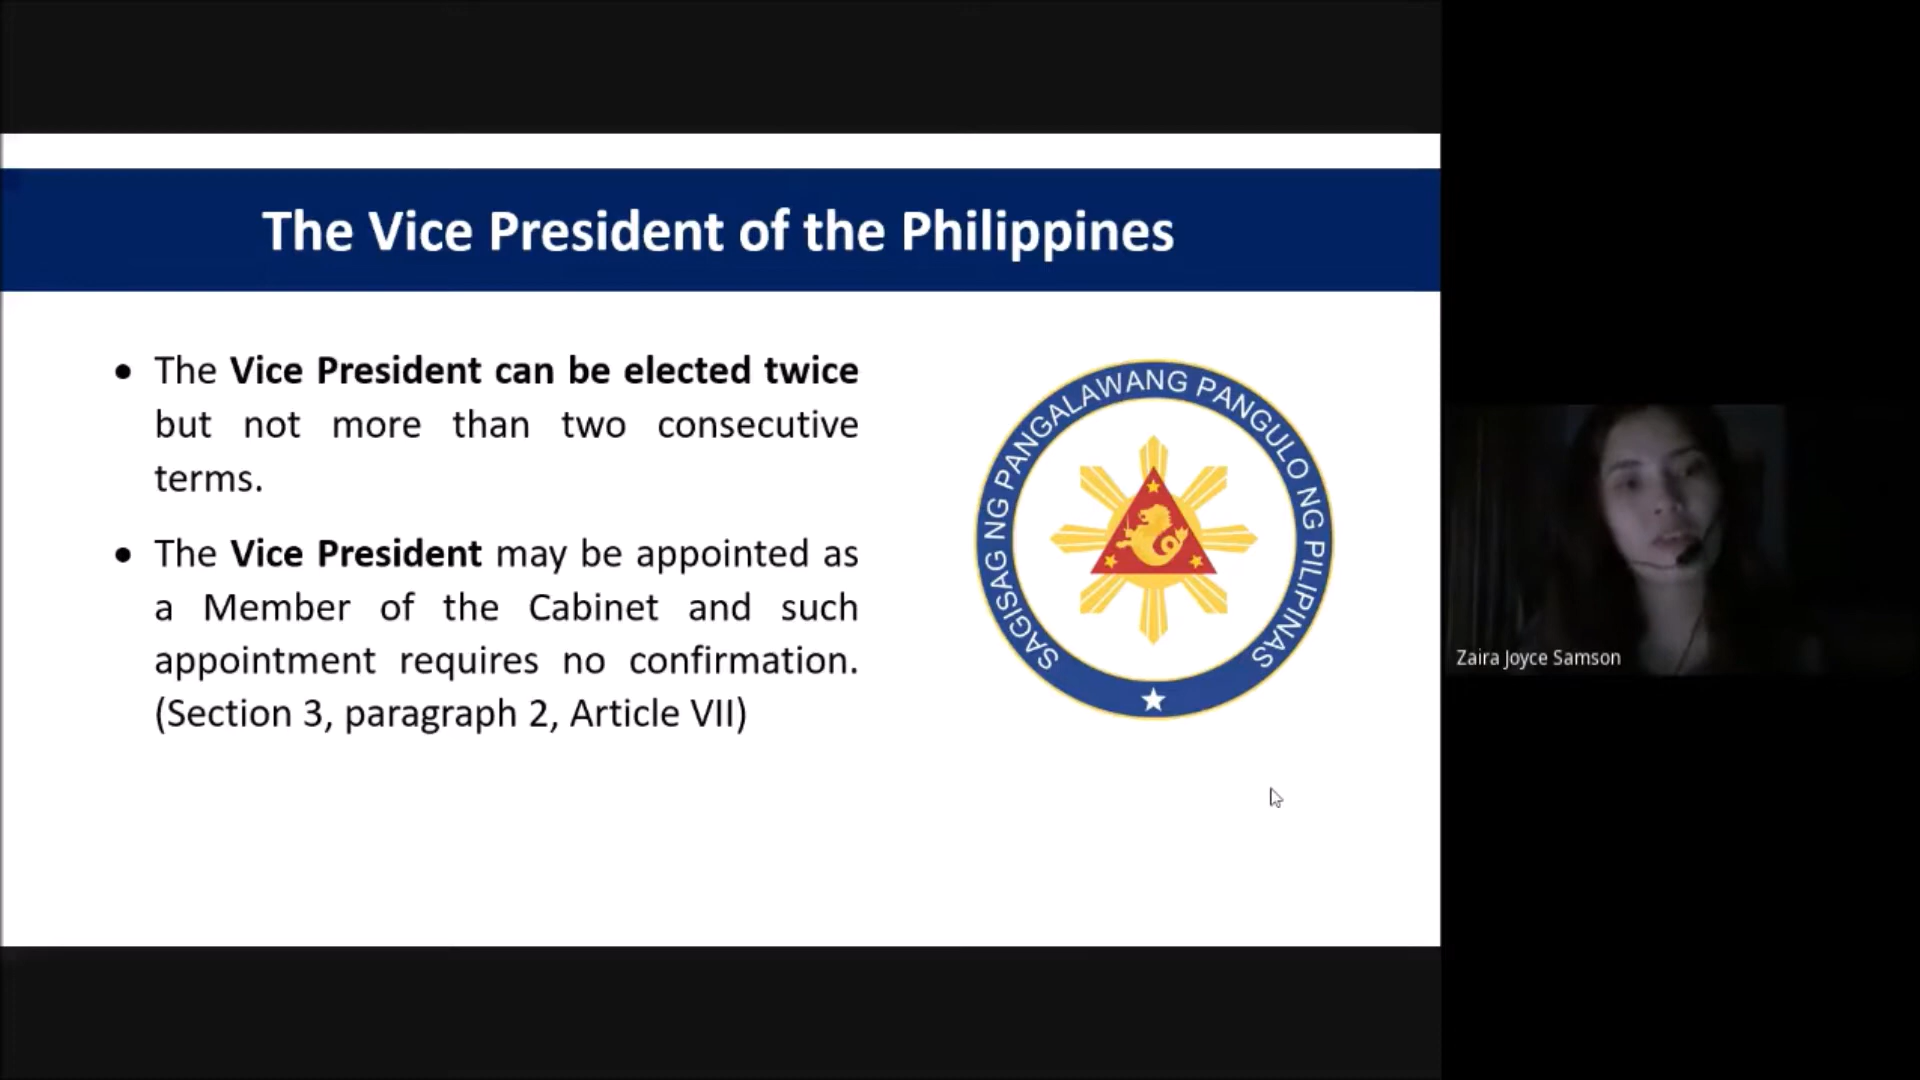 The Vice President of the Philippines
• The Vice President can be elected twice
but not more than two consecutive
terms.
• The Vice President may be appointed as
a Member of the Cabinet and such
appointment requires no confirmation.
(Section 3, paragraph 2, Article VII)
SAGISAG NG PANGALAWANG PANGULO NG PILIPINAS
Zaira Joyce Samson